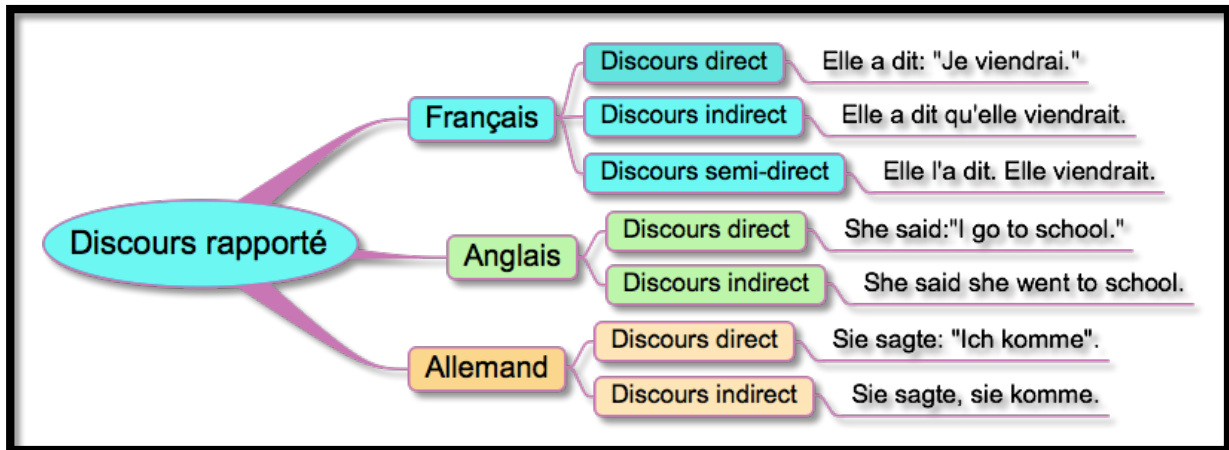 Discours rapporté
Français
Discours direct
Elle a dit: "Je viendrai."
Discours indirect
Elle a dit qu'elle viendrait.
Discours semi-direct
Elle l'a dit. Elle viendrait.
Anglais
Discours direct
She said:"I go to school."
Discours indirect
She said she went to school.
Allemand
Discours direct
Sie sagte: "Ich komme".
Discours indirect
Sie sagte, sie komme.